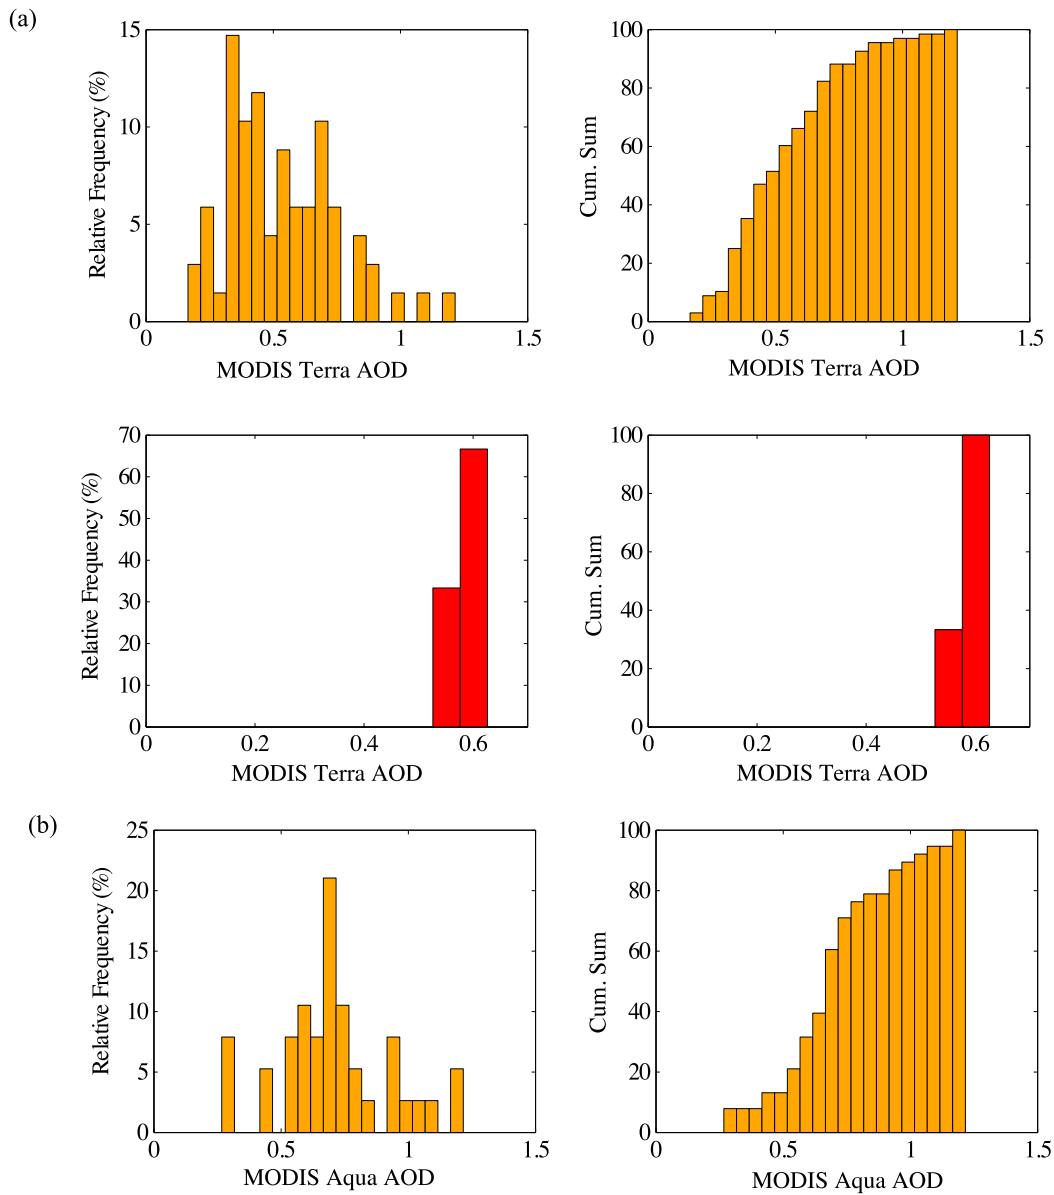 (a)
15
10
5
0
0 0.5 1 1.5
Relative Frequency (%)
MODIS Terra AOD
100
80
60
40
20
0
0 0.5 1 1.5
Cum. Sum
MODIS Terra AOD
70
60
50
40
30
20
10
0
0 0.2 0.4 0.6
Relative Frequency (%)
MODIS Terra AOD
100
80
60
40
20
0
0 0.2 0.4 0.6
Cum. Sum
MODIS Terra AOD
(b)
25
20
15
10
5
0
0 0.5 1 1.5
Relative Frequency (%)
MODIS Aqua AOD
100
80
60
40
20
0
0 0.5 1 1.5
Cum. Sum
MODIS Aqua AOD